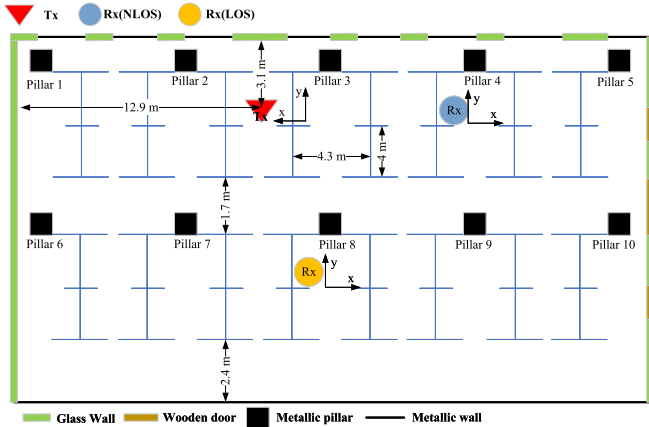 Tx Rx(NLOS) Rx(LOS)
Pillar 1 Pillar 2 Pillar 3 Pillar 4 Pillar 5
3.1 m
12.9 m
Tx
x
y
Rx
y
x
4.3 m
4 m
1.7 m
Pillar 6 Pillar 7 Pillar 8 Pillar 9 Pillar 10
Rx
y
x
2.4 m
Glass Wall Wooden door Metallic pillar Metallic wall